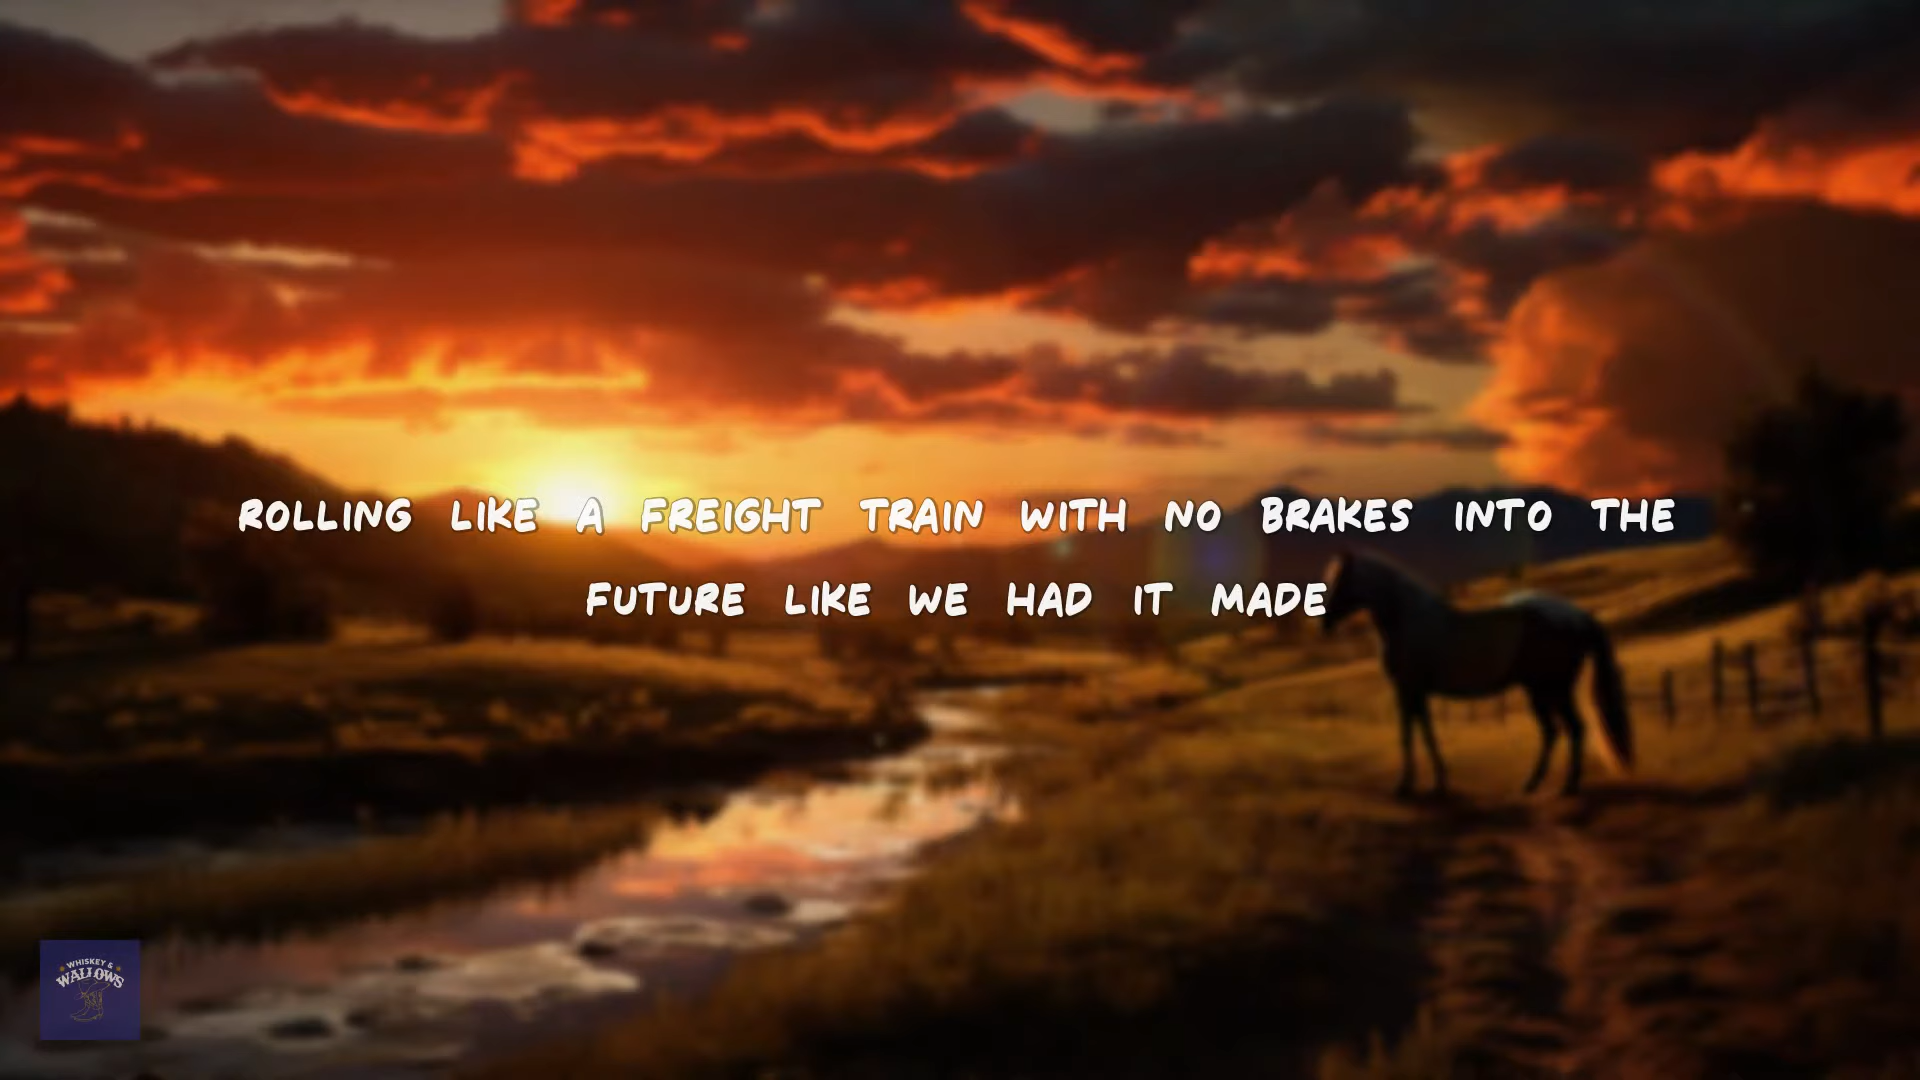 ROLLING LIKE A FREIGHT TRAIN WITH NO BRAKES INTO THE
FUTURE LIKE WE HAD IT MADE
WHISKEY &
WALLOWS